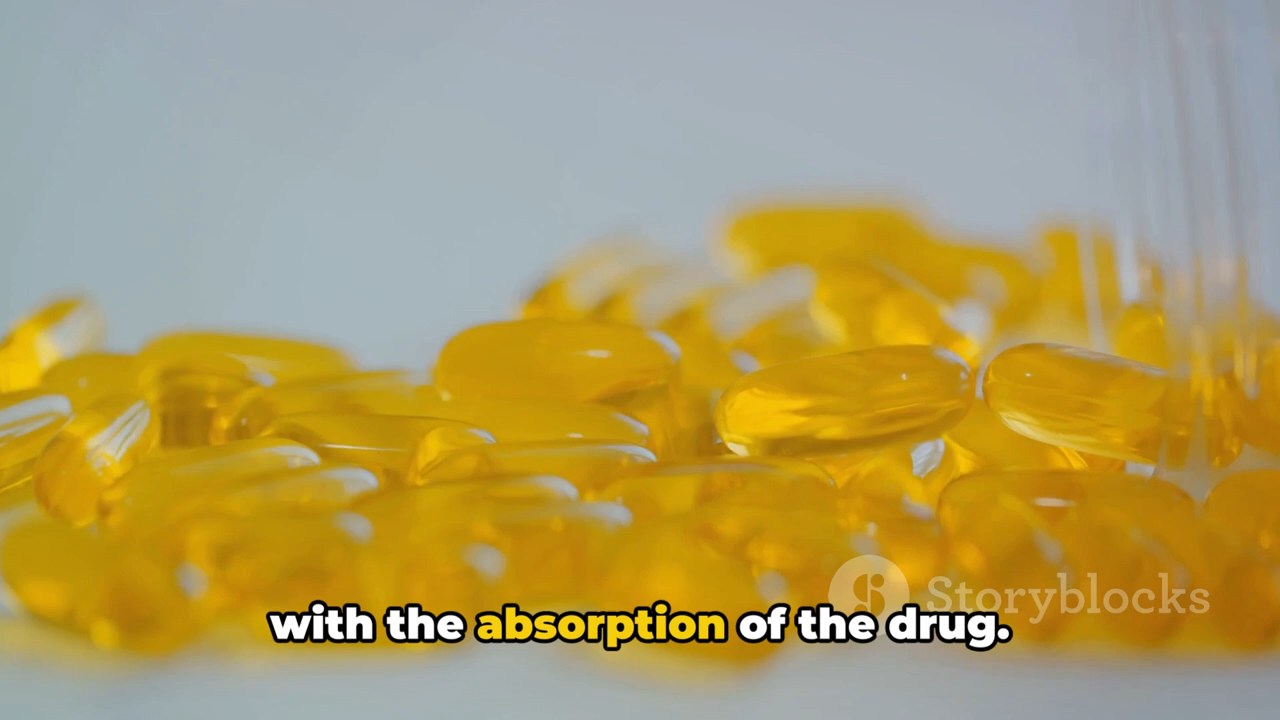 Storyblocks
with the absorption of the drug.